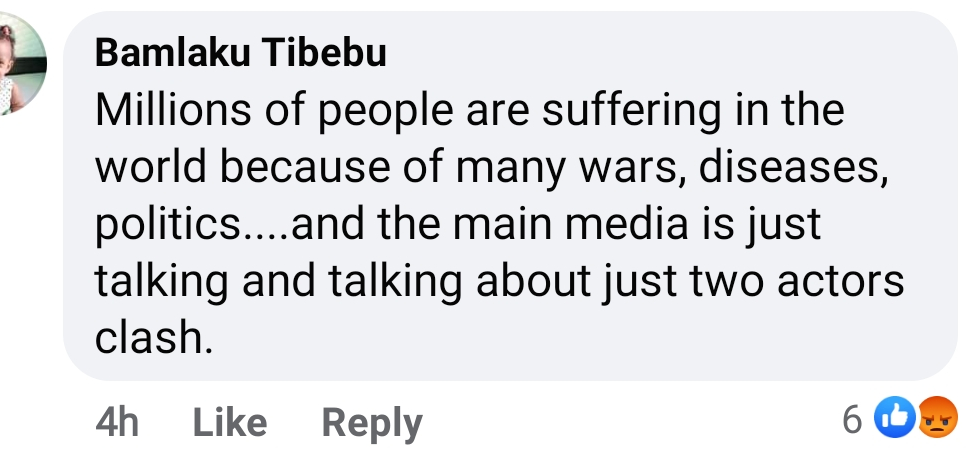 Bamlaku Tibebu
Millions of people are suffering in the
world because of many wars, diseases,
politics....and the main media is just
talking and talking about just two actors
clash.
4h Like Reply 6